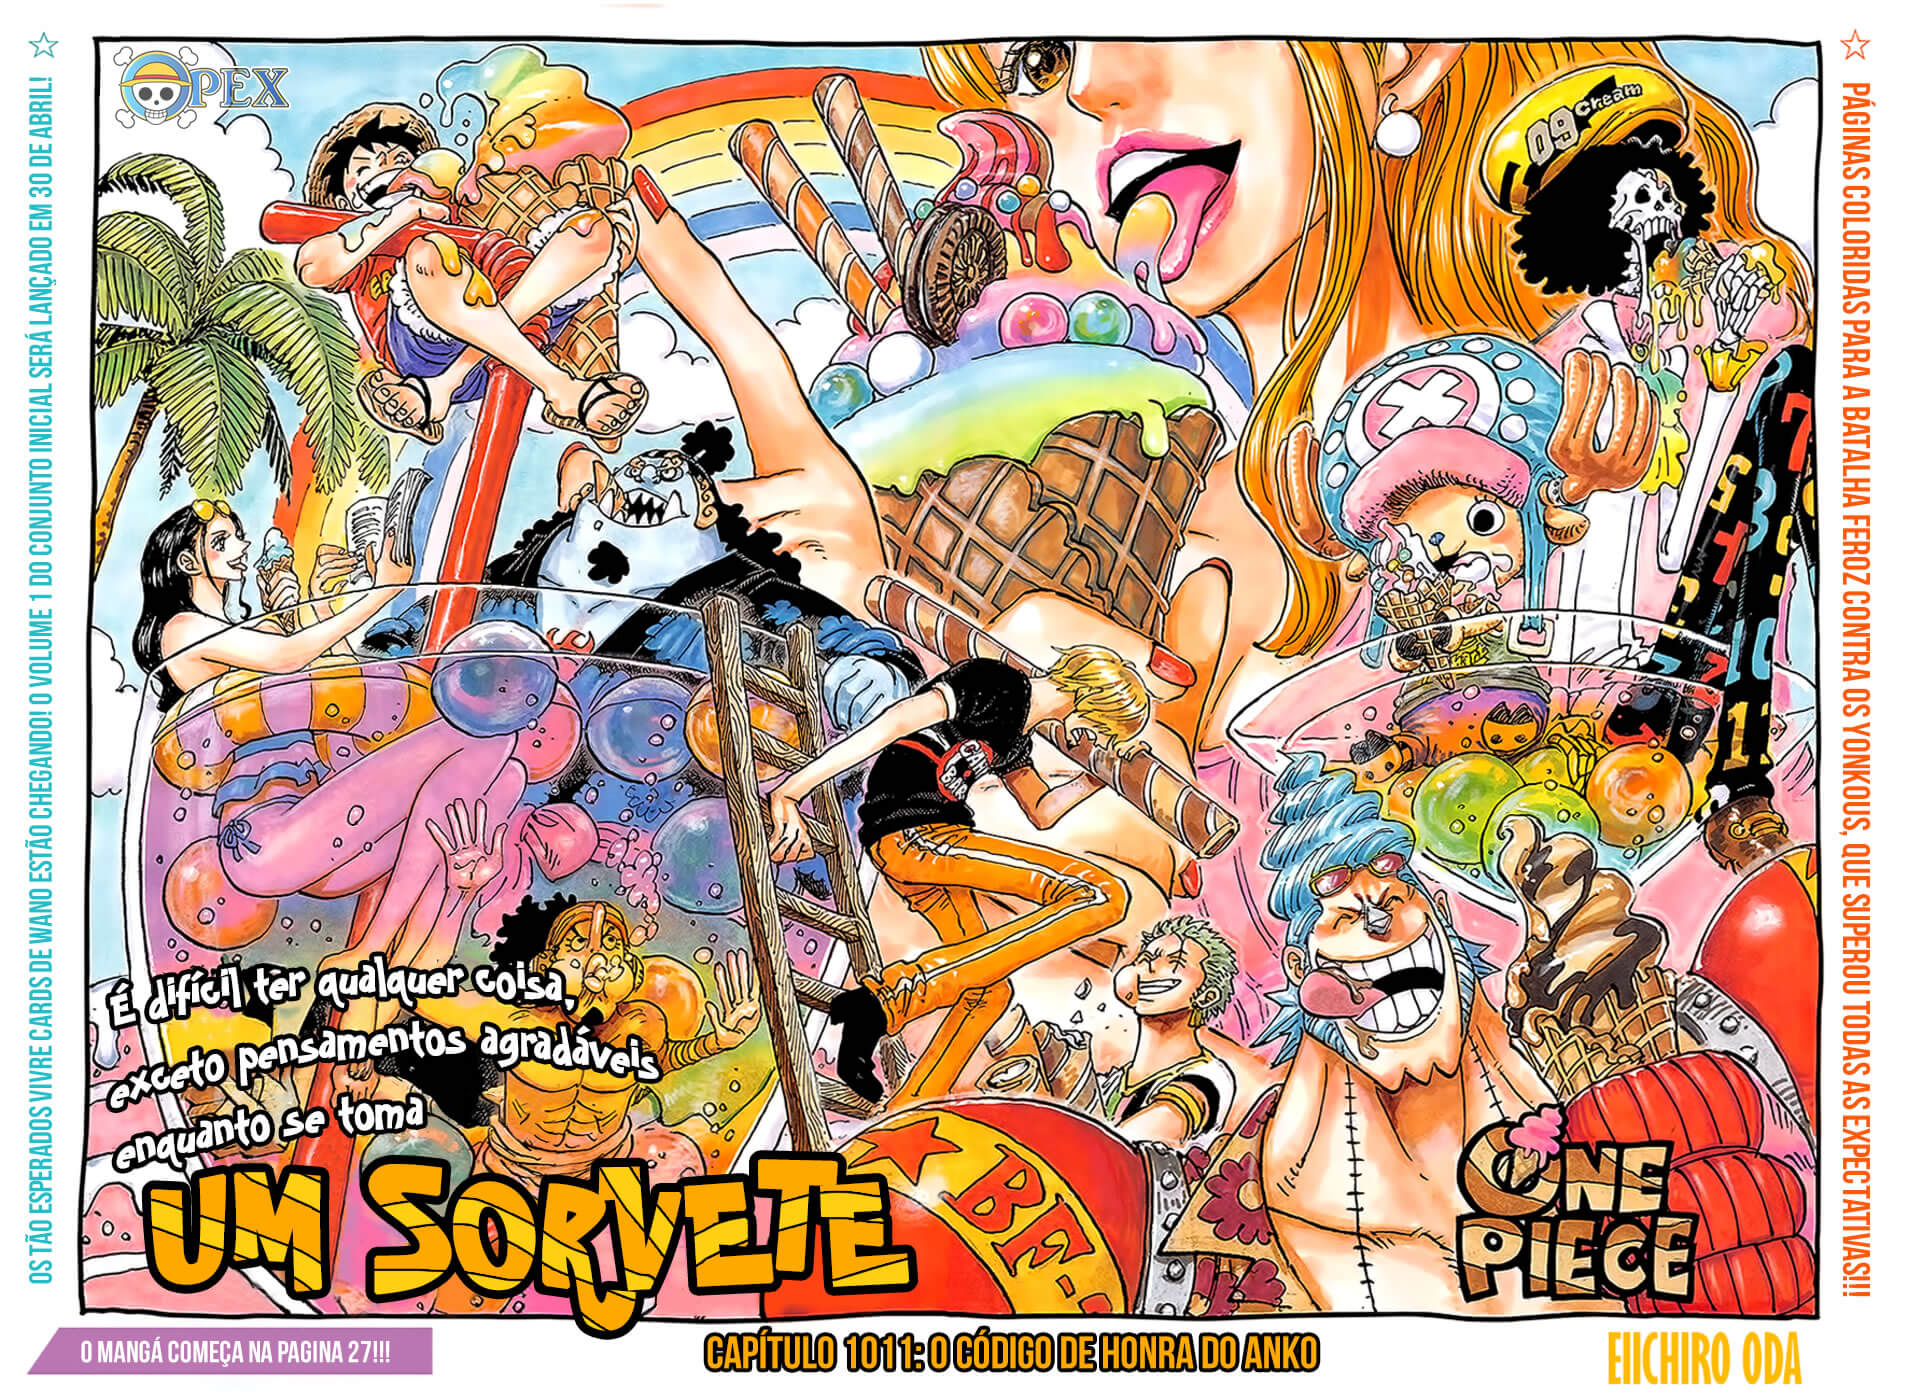 OS TÃO ESPERADOS VIVRE CARDS DE WANO ESTÃO CHEGANDO! O VOLUME 1 DO CONJUNTO INICIAL SERÁ LANÇADO EM 30 DE ABRIL!
OPEX
09 cream
PÁGINAS COLORIDAS PARA A BATALHA FEROZ CONTRA OS YONKOUS, QUE SUPEROU TODAS AS EXPECTATIVAS!!!
É difícil ter qualquer coisa,
exceto pensamentos agradáveis
enquanto se toma
UM SORVETE
BE-
ONE
PIECE
O MANGÁ COMEÇA NA PAGINA 27!!!
CAPÍTULO 1011: O CÓDIGO DE HONRA DO ANKO
EIICHIRO ODA